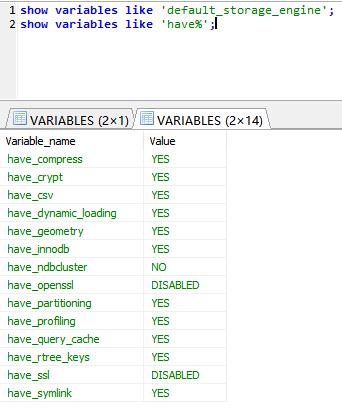 1 show variables like 'default_storage_engine';
2 show variables like 'have%';
VARIABLES (2×1) VARIABLES (2×14)
Variable_name Value
have_compress YES
have_crypt YES
have_csv YES
have_dynamic_loading YES
have_geometry YES
have_innodb YES
have_ndbcluster NO
have_openssl DISABLED
have_partitioning YES
have_profiling YES
have_query_cache YES
have_rtree_keys YES
have_ssl DISABLED
have_symlink YES